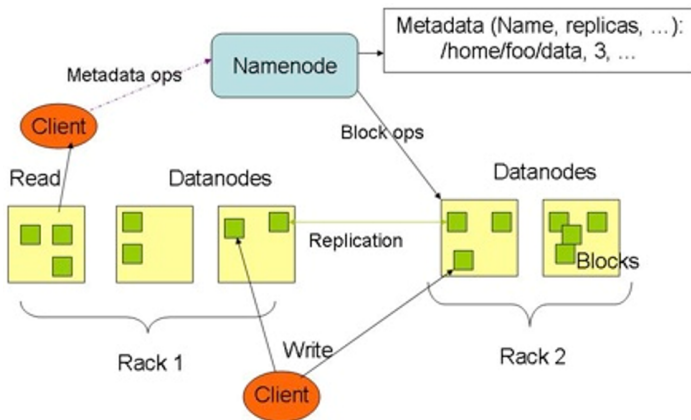 Metadata (Name, replicas, ...):
/home/foo/data, 3, ...
Namenode
Metadata ops
Client
Block ops
Read
Datanodes
Datanodes
Replication
Blocks
Rack 1
Write
Rack 2
Client